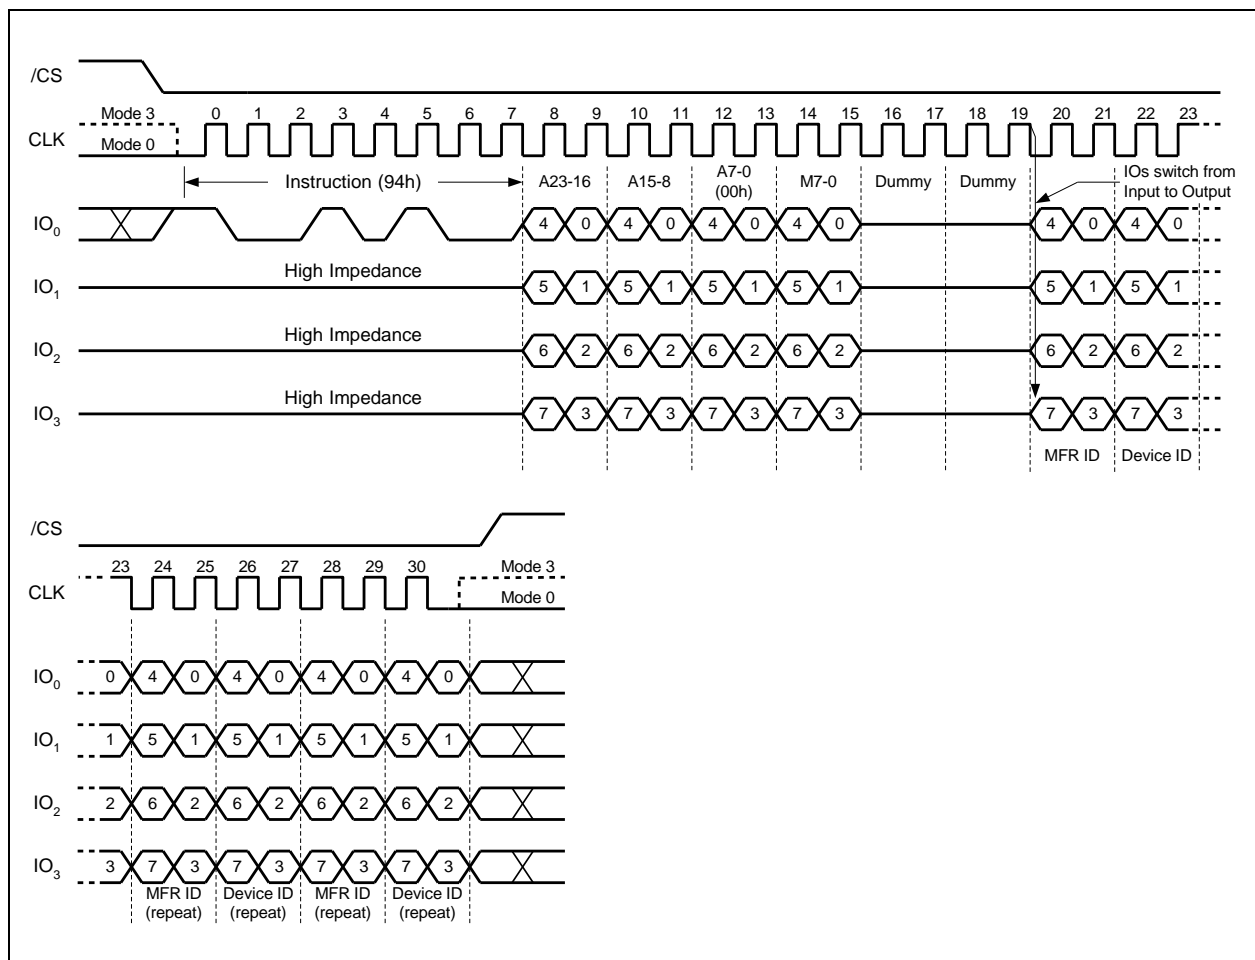 /CS
Mode 3 0 1 2 3 4 5 6 7 8 9 10 11 12 13 14 15 16 17 18 19 20 21 22 23
CLK
Mode 0
Instruction (94h) A23-16 A15-8 A7-0 (00h) M7-0 Dummy Dummy IOs switch from Input to Output
IO0 4 0 4 0 4 0 4 0 4 0 4 0
High Impedance
IO1 5 1 5 1 5 1 5 1 5 1 5 1
High Impedance
IO2 6 2 6 2 6 2 6 2 6 2 6 2
High Impedance
IO3 7 3 7 3 7 3 7 3 7 3 7 3
MFR ID Device ID
/CS
23 24 25 26 27 28 29 30 Mode 3
CLK
Mode 0
IO0 0 4 0 4 0 4 0 4 0
IO1 1 5 1 5 1 5 1 5 1
IO2 2 6 2 6 2 6 2 6 2
IO3 3 7 3 7 3 7 3 7 3
MFR ID (repeat) Device ID (repeat) MFR ID (repeat) Device ID (repeat)